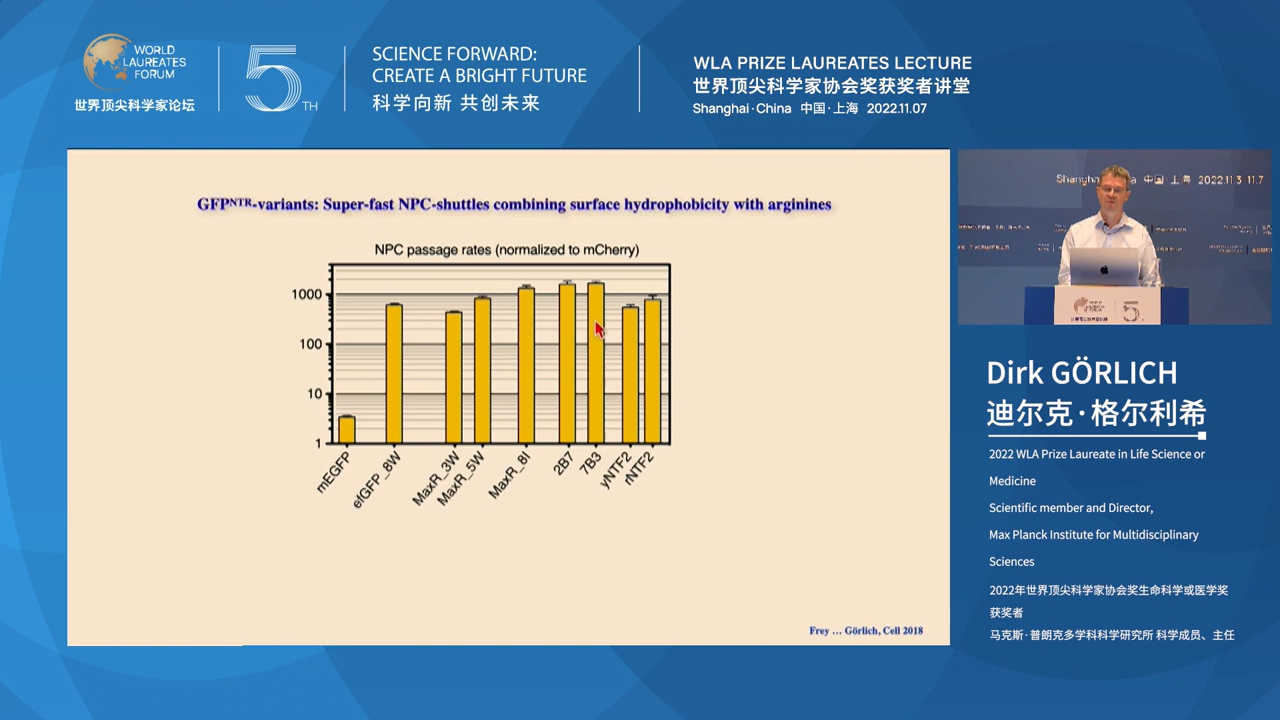 WORLD
LAUREATES
FORUM
世界顶尖科学家论坛
5TH
SCIENCE FORWARD:
CREATE A BRIGHT FUTURE
科学向新 共创未来
WLA PRIZE LAUREATES LECTURE
世界顶尖科学家协会奖获奖者讲堂
Shanghai·China 中国·上海 2022.11.07
GFPNTR-variants: Super-fast NPC-shuttles combining surface hydrophobicity with arginines
NPC passage rates (normalized to mCherry)
1000
100
10
1
mEGFP
efGFP_8W
MaxR_3W
MaxR_5W
MaxR_8I
2B7
7B3
yNTF2
rNTF2
Frey ... Görlich, Cell 2018
中国·上海 2022.11.3-11.7
5
Dirk GÖRLICH
迪尔克·格尔利希
2022 WLA Prize Laureate in Life Science or
Medicine
Scientific member and Director,
Max Planck Institute for Multidisciplinary
Sciences
2022年世界顶尖科学家协会奖生命科学或医学奖
获奖者
马克斯·普朗克多学科科学研究所 科学成员、主任